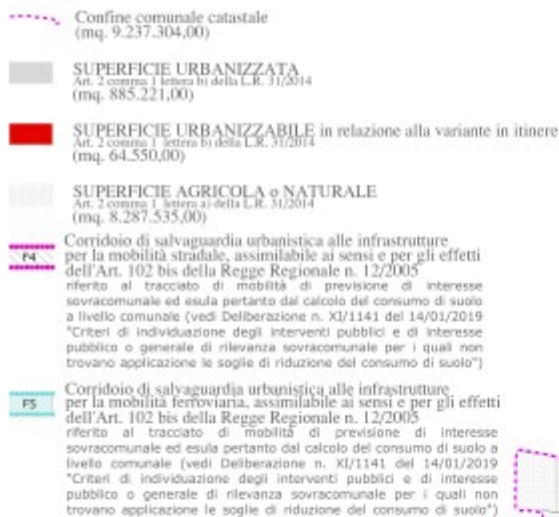 Confine comunale catastale
(mq. 9.237.304,00)
SUPERFICIE URBANIZZATA
Art. 2 comma 1 lettera b) della L.R. 31/2014
(mq. 885.221,00)
SUPERFICIE URBANIZZABILE in relazione alla variante in itinere
Art. 2 comma 1 lettera b) della L.R. 31/2014
(mq. 64.550,00)
SUPERFICIE AGRICOLA o NATURALE
Art. 2 comma 1 lettera a) della L.R. 31/2014
(mq. 8.287.535,00)
F4
Corridoio di salvaguardia urbanistica alle infrastrutture
per la mobilità stradale, assimilabile ai sensi e per gli effetti
dell'Art. 102 bis della Regge Regionale n. 12/2005
riferito al tracciato di mobilità di previsione di interesse
sovracomunale ed esula pertanto dal calcolo del consumo di suolo
a livello comunale (vedi Deliberazione n. XI/1141 del 14/01/2019
"Criteri di individuazione degli interventi pubblici e di interesse
pubblico o generale di rilevanza sovracomunale per i quali non
trovano applicazione le soglie di riduzione del consumo di suolo")
F5
Corridoio di salvaguardia urbanistica alle infrastrutture
per la mobilità ferroviaria, assimilabile ai sensi e per gli effetti
dell'Art. 102 bis della Regge Regionale n. 12/2005
riferito al tracciato di mobilità di previsione di interesse
sovracomunale ed esula pertanto dal calcolo del consumo di suolo a
livello comunale (vedi Deliberazione n. XI/1141 del 14/01/2019
"Criteri di individuazione degli interventi pubblici e di interesse
pubblico o generale di rilevanza sovracomunale per i quali non
trovano applicazione le soglie di riduzione del consumo di suolo")